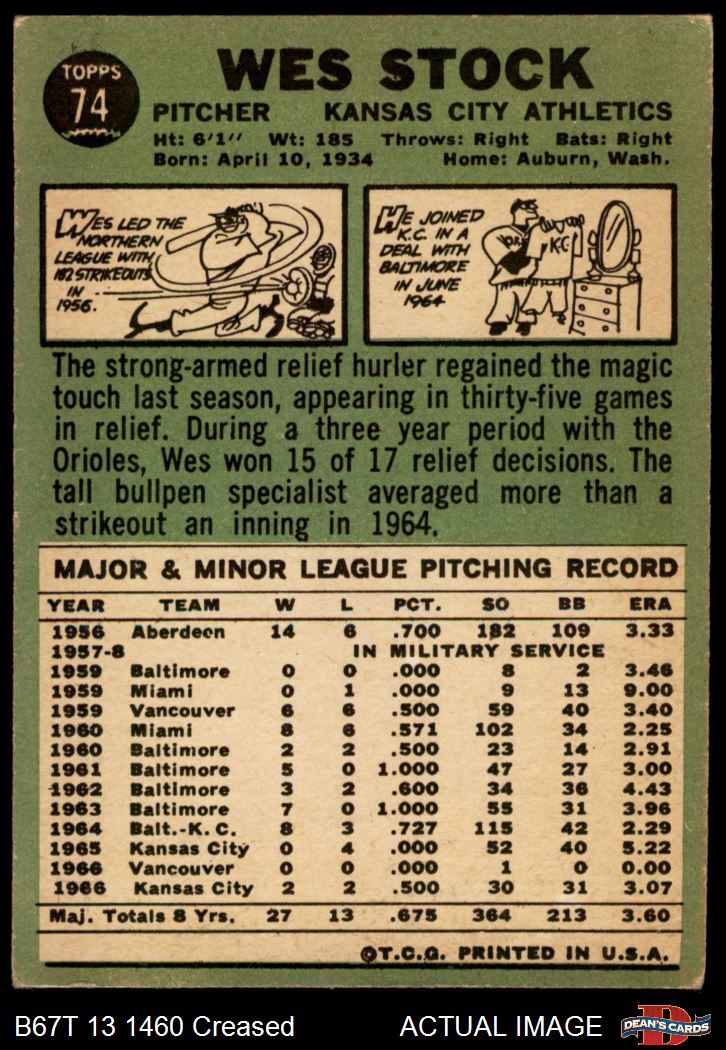 TOPPS
74
WES STOCK
PITCHER KANSAS CITY ATHLETICS
Ht: 6'1" Wt: 185 Throws: Right Bats: Right
Born: April 10, 1934 Home: Auburn, Wash.
WES LED THE
NORTHERN
LEAGUE WITH
182 STRIKEOUTS
IN
1956.
HE JOINED
K.C. IN A
DEAL WITH
BALTIMORE
IN JUNE
1964
K-C
The strong-armed relief hurler regained the magic
touch last season, appearing in thirty-five games
in relief. During a three year period with the
Orioles, Wes won 15 of 17 relief decisions. The
tall bullpen specialist averaged more than a
strikeout an inning in 1964.
MAJOR & MINOR LEAGUE PITCHING RECORD
YEAR TEAM W L PCT. SO BB ERA
1956 Aberdeen 14 6 .700 182 109 3.33
1957-8 IN MILITARY SERVICE
1959 Baltimore 0 0 .000 8 2 3.46
1959 Miami 0 1 .000 9 13 9.00
1959 Vancouver 6 6 .500 59 40 3.40
1960 Miami 8 6 .571 102 34 2.25
1960 Baltimore 2 2 .500 23 14 2.91
1961 Baltimore 5 0 1.000 47 27 3.00
1962 Baltimore 3 2 .600 34 36 4.43
1963 Baltimore 7 0 1.000 55 31 3.96
1964 Balt.-K.C. 8 3 .727 115 42 2.29
1965 Kansas City 0 4 .000 52 40 5.22
1966 Vancouver 0 0 .000 1 0 0.00
1966 Kansas City 2 2 .500 30 31 3.07
Maj. Totals 8 Yrs. 27 13 .675 364 213 3.60
©T.C.G. PRINTED IN U.S.A.
B67T 13 1460 Creased ACTUAL IMAGE
DEAN'S CARDS